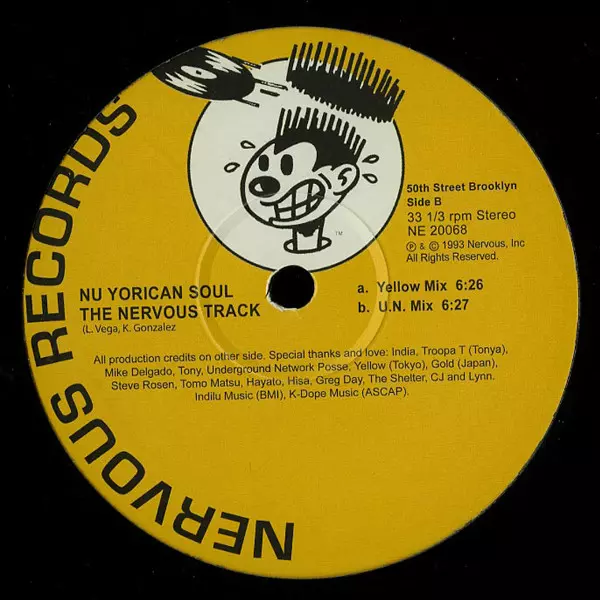 NERVOUS RECORDS
™
50th Street Brooklyn
Side B
33 1/3 rpm Stereo
NE 20068
℗ & © 1993 Nervous, Inc
All Rights Reserved.
NU YORICAN SOUL
THE NERVOUS TRACK
(L. Vega, K. Gonzalez
a. Yellow Mix 6:26
b. U.N. Mix 6:27
All production credits on other side. Special thanks and love: India, Troopa T (Tonya),
Mike Delgado, Tony, Underground Network Posse, Yellow (Tokyo), Gold (Japan),
Steve Rosen, Tomo Matsu, Hayato, Hisa, Greg Day, The Shelter, CJ and Lynn.
Indilu Music (BMI), K-Dope Music (ASCAP).